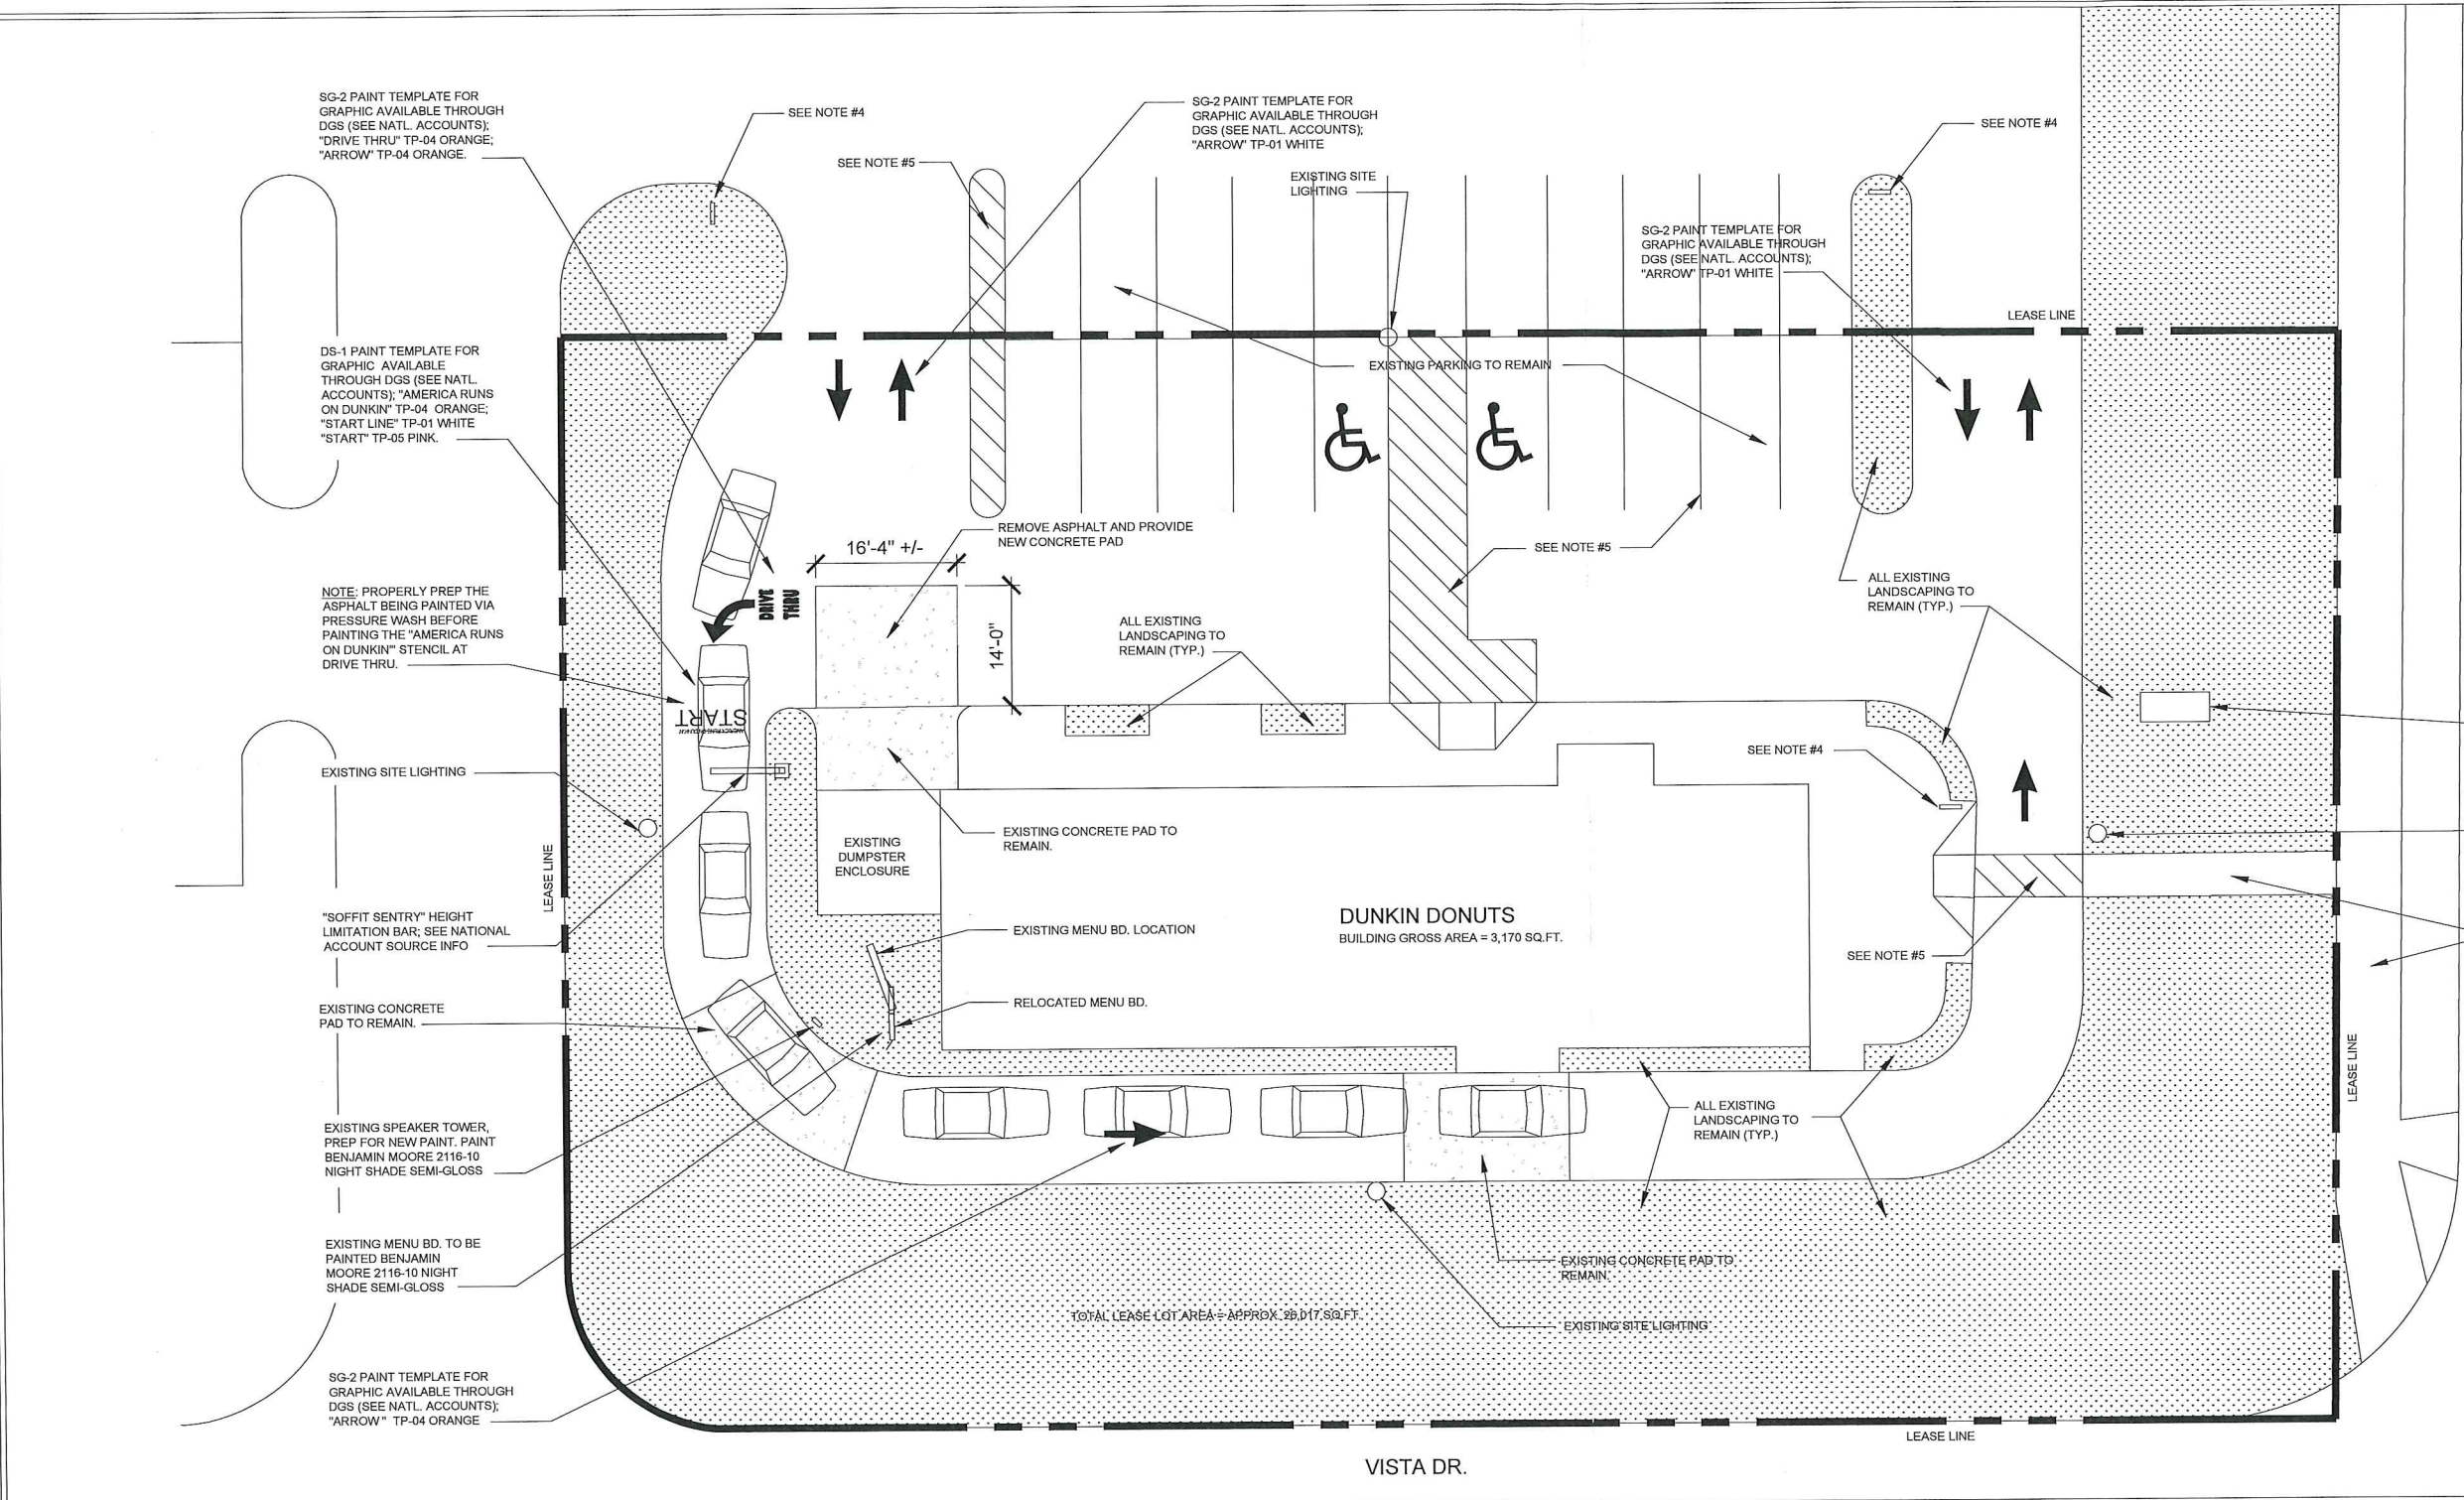 SG-2 PAINT TEMPLATE FOR
GRAPHIC AVAILABLE THROUGH
DGS (SEE NATL. ACCOUNTS);
"DRIVE THRU" TP-04 ORANGE;
"ARROW" TP-04 ORANGE.
SEE NOTE #4
SEE NOTE #5
SG-2 PAINT TEMPLATE FOR
GRAPHIC AVAILABLE THROUGH
DGS (SEE NATL. ACCOUNTS);
"ARROW" TP-01 WHITE
EXISTING SITE
LIGHTING
SEE NOTE #4
SG-2 PAINT TEMPLATE FOR
GRAPHIC AVAILABLE THROUGH
DGS (SEE NATL. ACCOUNTS);
"ARROW" TP-01 WHITE
LEASE LINE
DS-1 PAINT TEMPLATE FOR
GRAPHIC AVAILABLE
THROUGH DGS (SEE NATL.
ACCOUNTS); "AMERICA RUNS
ON DUNKIN" TP-04 ORANGE;
"START LINE" TP-01 WHITE
"START" TP-05 PINK.
EXISTING PARKING TO REMAIN
REMOVE ASPHALT AND PROVIDE
NEW CONCRETE PAD
16'-4" +/-
14'-0"
SEE NOTE #5
DRIVE
THRU
NOTE: PROPERLY PREP THE
ASPHALT BEING PAINTED VIA
PRESSURE WASH BEFORE
PAINTING THE "AMERICA RUNS
ON DUNKIN'" STENCIL AT
DRIVE THRU.
ALL EXISTING
LANDSCAPING TO
REMAIN (TYP.)
ALL EXISTING
LANDSCAPING TO
REMAIN (TYP.)
START
EXISTING SITE LIGHTING
SEE NOTE #4
EXISTING CONCRETE PAD TO
REMAIN.
EXISTING
DUMPSTER
ENCLOSURE
LEASE LINE
"SOFFIT SENTRY" HEIGHT
LIMITATION BAR; SEE NATIONAL
ACCOUNT SOURCE INFO
EXISTING MENU BD. LOCATION
DUNKIN DONUTS
BUILDING GROSS AREA = 3,170 SQ.FT.
SEE NOTE #5
RELOCATED MENU BD.
EXISTING CONCRETE
PAD TO REMAIN.
LEASE LINE
EXISTING SPEAKER TOWER,
PREP FOR NEW PAINT. PAINT
BENJAMIN MOORE 2116-10
NIGHT SHADE SEMI-GLOSS
ALL EXISTING
LANDSCAPING TO
REMAIN (TYP.)
EXISTING MENU BD. TO BE
PAINTED BENJAMIN
MOORE 2116-10 NIGHT
SHADE SEMI-GLOSS
EXISTING CONCRETE PAD TO
REMAIN.
TOTAL LEASE LOT AREA = APPROX. 26,017 SQ.FT.
EXISTING SITE LIGHTING
SG-2 PAINT TEMPLATE FOR
GRAPHIC AVAILABLE THROUGH
DGS (SEE NATL. ACCOUNTS);
"ARROW" TP-04 ORANGE
LEASE LINE
VISTA DR.